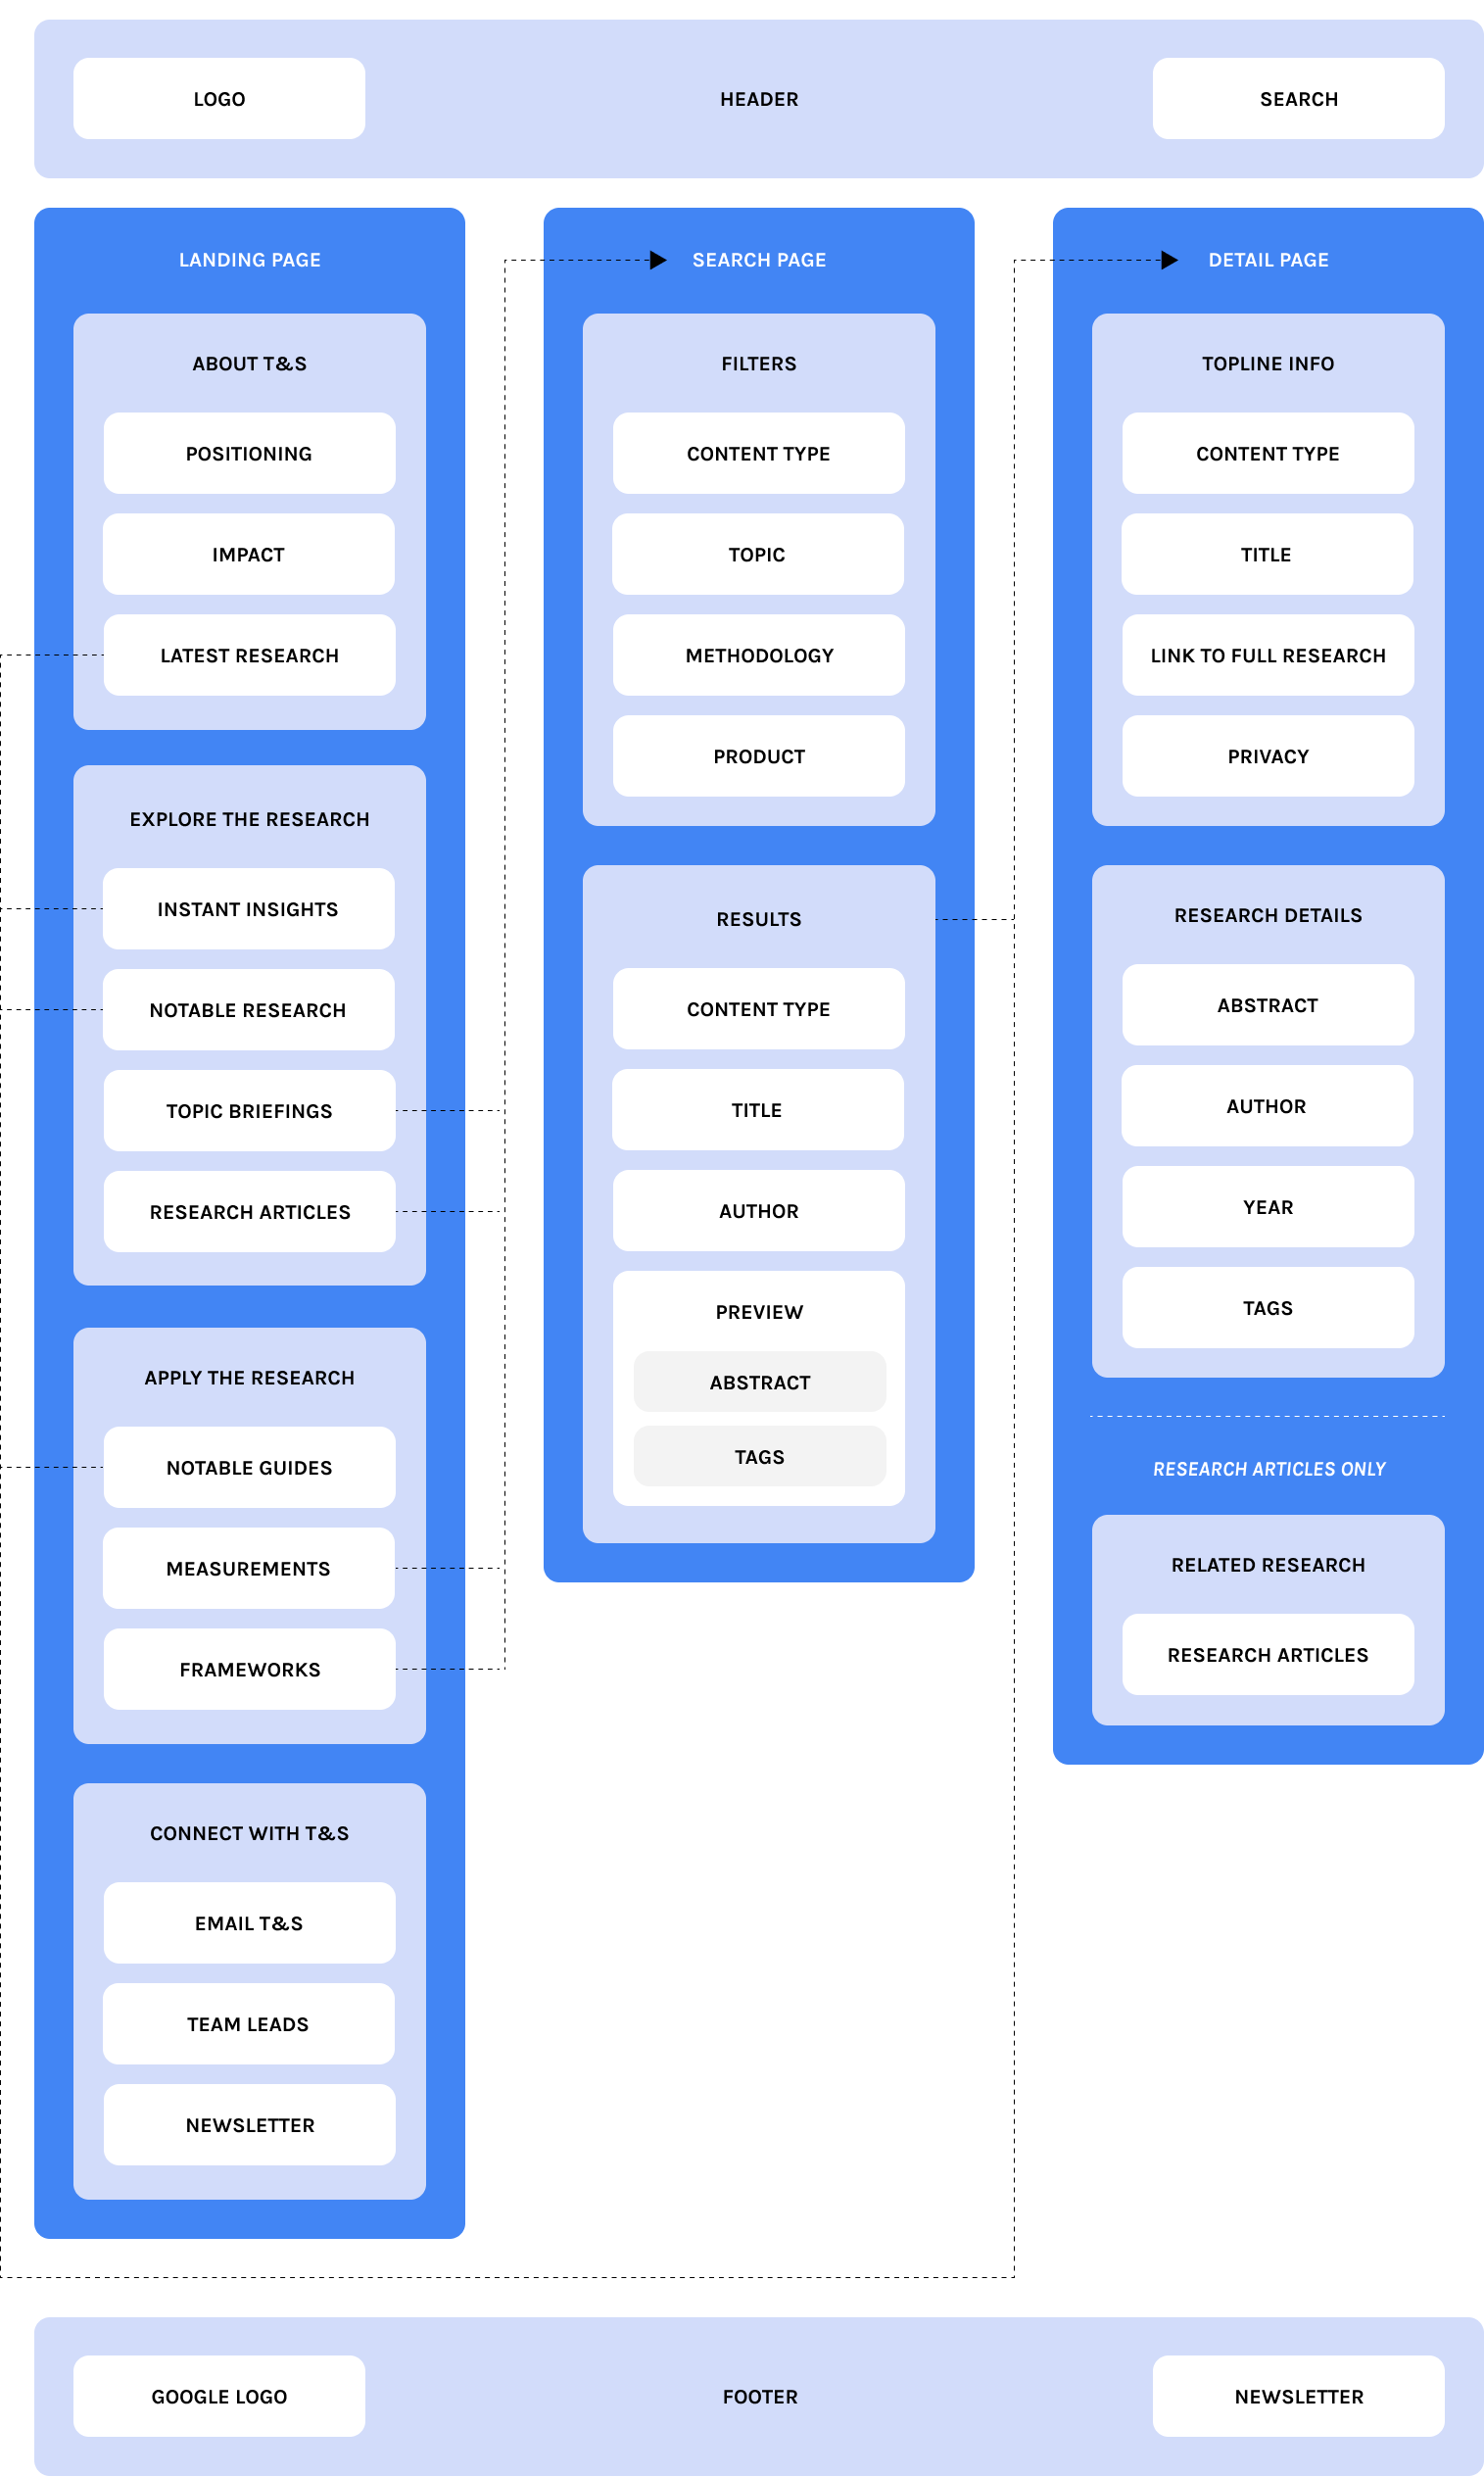 LOGO
HEADER
SEARCH
LANDING PAGE
ABOUT T&S
POSITIONING
IMPACT
LATEST RESEARCH
EXPLORE THE RESEARCH
INSTANT INSIGHTS
NOTABLE RESEARCH
TOPIC BRIEFINGS
RESEARCH ARTICLES
APPLY THE RESEARCH
NOTABLE GUIDES
MEASUREMENTS
FRAMEWORKS
CONNECT WITH T&S
EMAIL T&S
TEAM LEADS
NEWSLETTER
SEARCH PAGE
FILTERS
CONTENT TYPE
TOPIC
METHODOLOGY
PRODUCT
RESULTS
CONTENT TYPE
TITLE
AUTHOR
PREVIEW
ABSTRACT
TAGS
DETAIL PAGE
TOPLINE INFO
CONTENT TYPE
TITLE
LINK TO FULL RESEARCH
PRIVACY
RESEARCH DETAILS
ABSTRACT
AUTHOR
YEAR
TAGS
RESEARCH ARTICLES ONLY
RELATED RESEARCH
RESEARCH ARTICLES
GOOGLE LOGO
FOOTER
NEWSLETTER